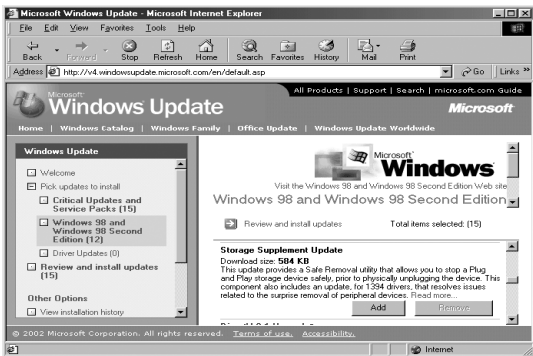 Microsoft Windows Update - Microsoft Internet Explorer
File Edit View Favorites Tools Help
Back Forward Stop Refresh Home Search Favorites History Mail Print
Address http://v4.windowsupdate.microsoft.com/en/default.asp Go Links »
All Products | Support | Search | microsoft.com Guide
Microsoft
Windows Update
Microsoft
Home | Windows Catalog | Windows Family | Office Update | Windows Update Worldwide
Windows Update
Welcome
Pick updates to install
Critical Updates and
Service Packs (15)
Windows 98 and
Windows 98 Second
Edition (12)
Driver Updates (0)
Review and install updates
(15)
Other Options
View installation history
Microsoft
Windows
Visit the Windows 98 and Windows 98 Second Edition Web site
Windows 98 and Windows 98 Second Edition
Review and install updates Total items selected: (15)
Storage Supplement Update
Download size: 584 KB
This update provides a Safe Removal utility that allows you to stop a Plug
and Play storage device safely, prior to physically unplugging the device. This
component also includes an update, for 1394 drivers, that resolves issues
related to the surprise removal of peripheral devices. Read more...
Add Remove
© 2002 Microsoft Corporation. All rights reserved. Terms of use. Accessibility.
Internet